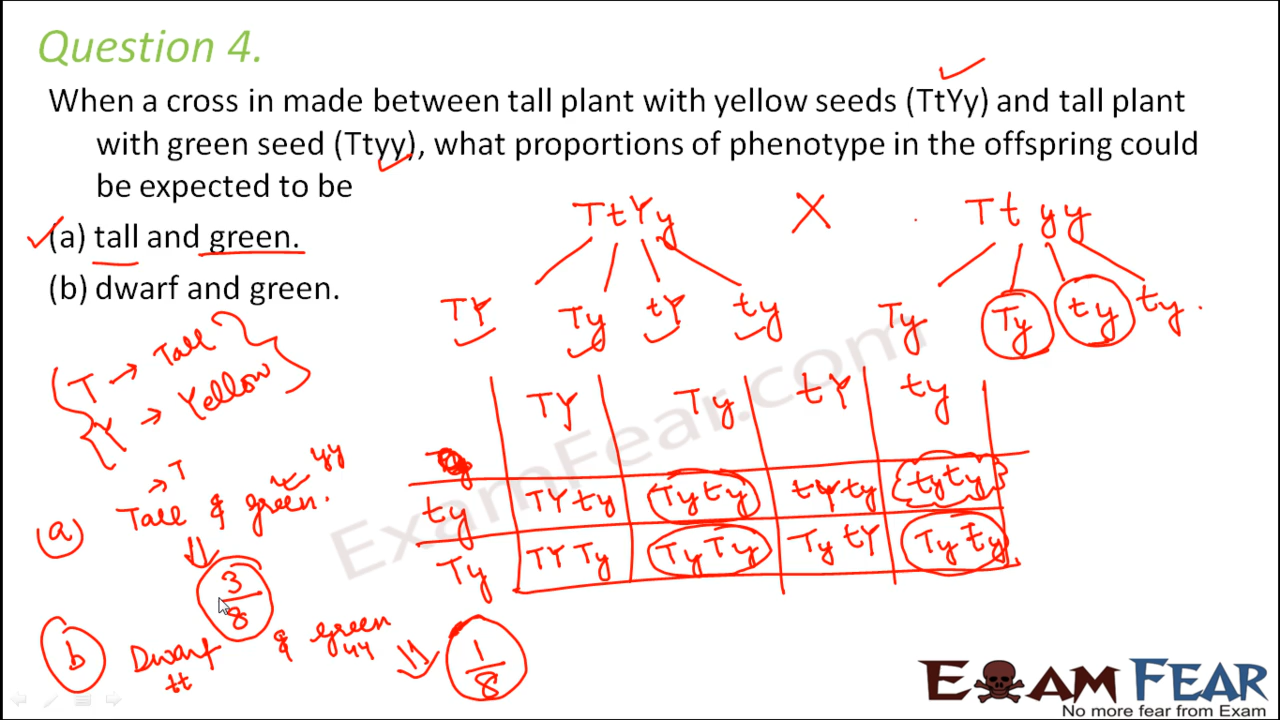 Question 4.
When a cross in made between tall plant with yellow seeds (TtYy) and tall plant
with green seed (Ttyy), what proportions of phenotype in the offspring could
be expected to be
(a) tall and green.
(b) dwarf and green.
TtYy X Ttyy
TY Ty tY ty Ty Ty ty ty.
T → Tall
Y → Yellow
TY Ty tY ty
ty TYty Tyty tYty tyty
Ty TYTy TyTy TytY Tyty
→ T yy
(a) Tall & green.
3/8
b Dwarf & green
tt yy
1/8
ExamFear.com
EXAM FEAR
No more fear from Exam